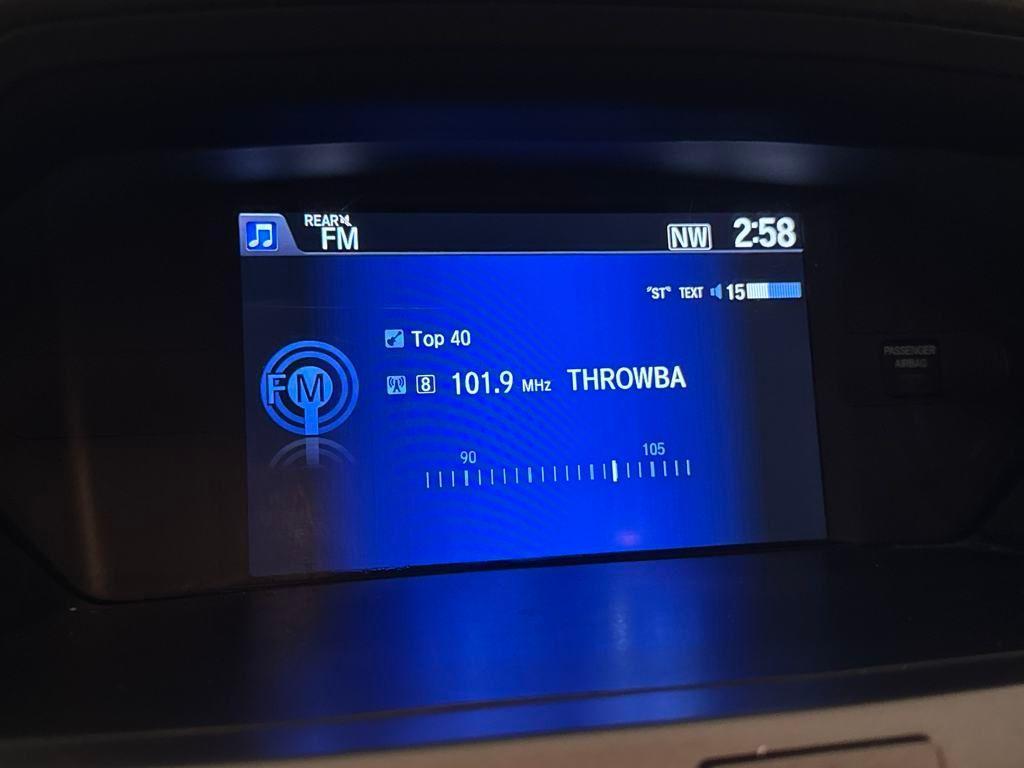 REAR
FM
NW 2:58
"ST" TEXT 15
Top 40
FM
8 101.9 MHz THROWBA
90 105
PASSENGER
AIRBAG